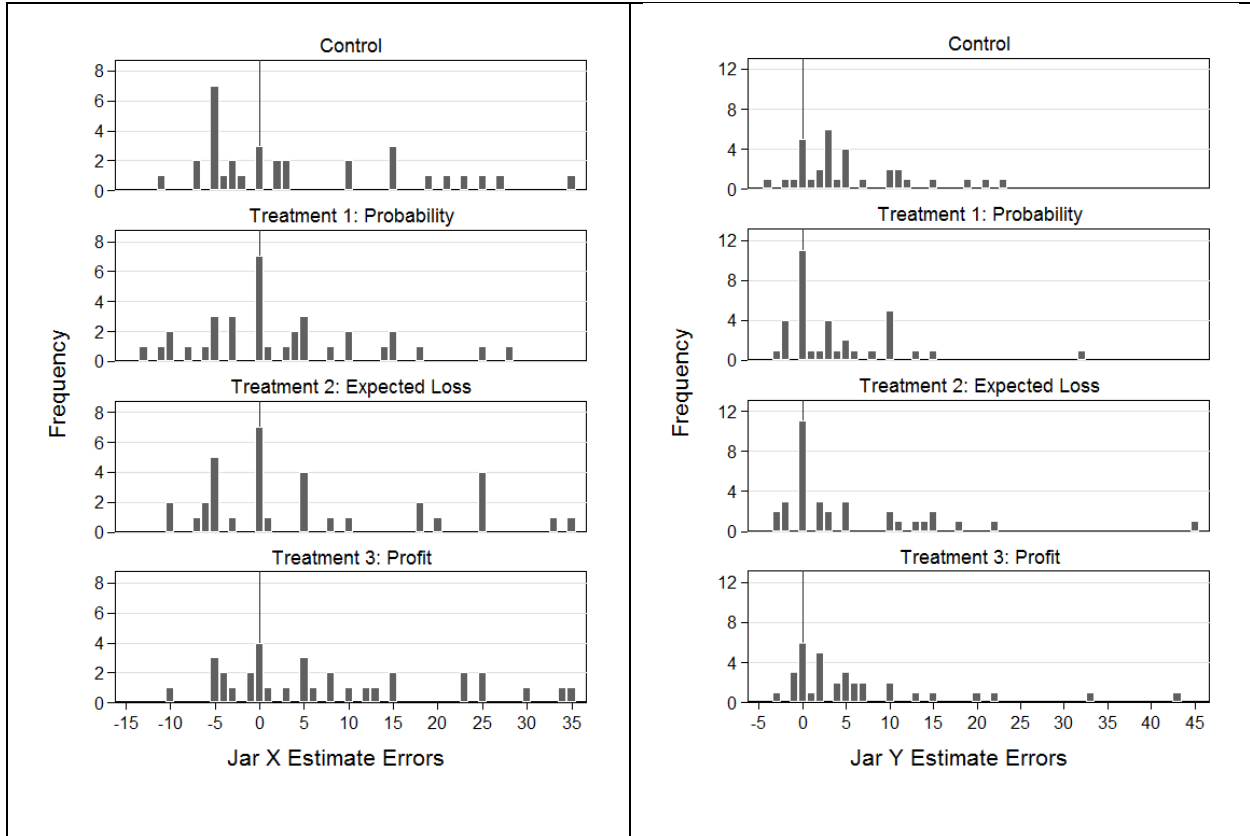 Control
8
6
4
2
0
Treatment 1: Probability
8
6
4
2
0
Treatment 2: Expected Loss
8
6
4
2
0
Treatment 3: Profit
8
6
4
2
0
-15 -10 -5 0 5 10 15 20 25 30 35
Frequency
Jar X Estimate Errors
Control
12
8
4
0
Treatment 1: Probability
12
8
4
0
Treatment 2: Expected Loss
12
8
4
0
Treatment 3: Profit
12
8
4
0
-5 0 5 10 15 20 25 30 35 40 45
Frequency
Jar Y Estimate Errors